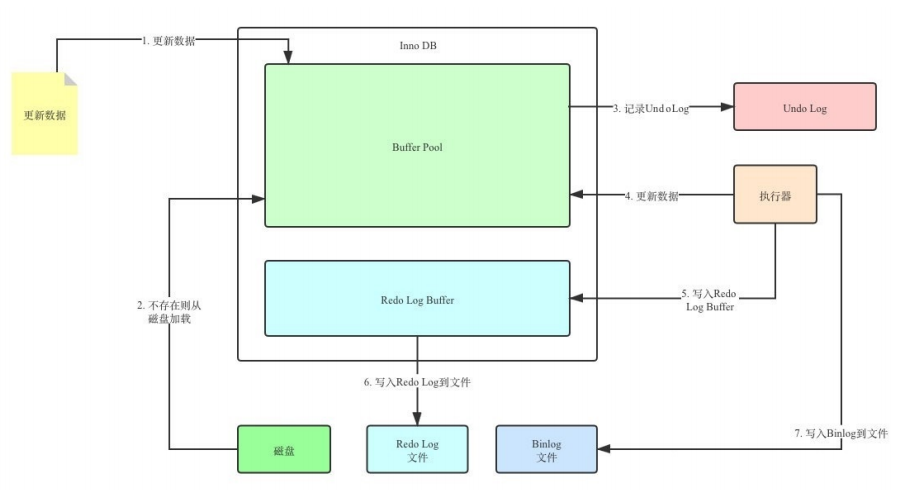 1. 更新数据
Inno DB
更新数据
Buffer Pool
3. 记录UndoLog
Undo Log
4. 更新数据
执行器
2. 不存在则从
磁盘加载
Redo Log Buffer
5. 写入Redo
Log Buffer
6. 写入Redo Log到文件
7. 写入Binlog到文件
磁盘
Redo Log
文件
Binlog
文件